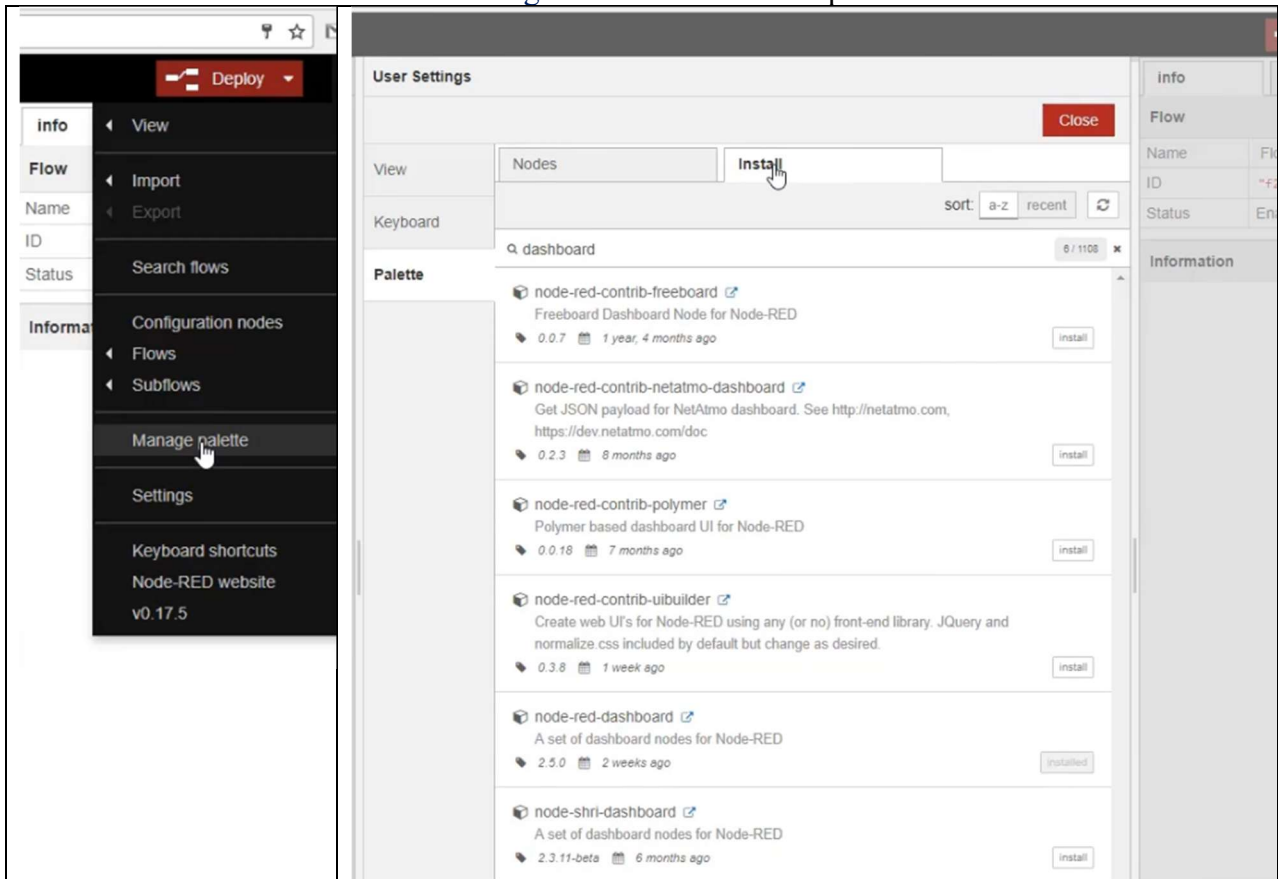 Deploy
info
View
Flow
Import
Name
Export
ID
Search flows
Status
Configuration nodes
Flows
Subflows
Manage palette
Settings
Keyboard shortcuts
Node-RED website
v0.17.5
User Settings
info
Close
Flow
View
Nodes
Install
Name
ID
sort: a-z recent
Status
Keyboard
dashboard
6 / 1108
Information
Palette
node-red-contrib-freeboard
Freeboard Dashboard Node for Node-RED
0.0.7 1 year, 4 months ago
install
node-red-contrib-netatmo-dashboard
Get JSON payload for NetAtmo dashboard. See http://netatmo.com,
https://dev.netatmo.com/doc
0.2.3 8 months ago
install
node-red-contrib-polymer
Polymer based dashboard UI for Node-RED
0.0.18 7 months ago
install
node-red-contrib-uibuilder
Create web UI's for Node-RED using any (or no) front-end library. JQuery and
normalize.css included by default but change as desired.
0.3.8 1 week ago
install
node-red-dashboard
A set of dashboard nodes for Node-RED
2.5.0 2 weeks ago
installed
node-shri-dashboard
A set of dashboard nodes for Node-RED
2.3.11-beta 6 months ago
install